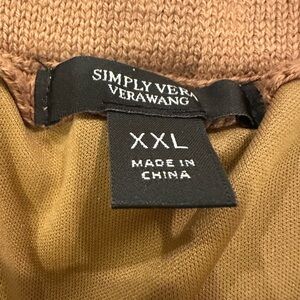 SIMPLY VERA
VERAWANG
XXL
MADE IN
CHINA